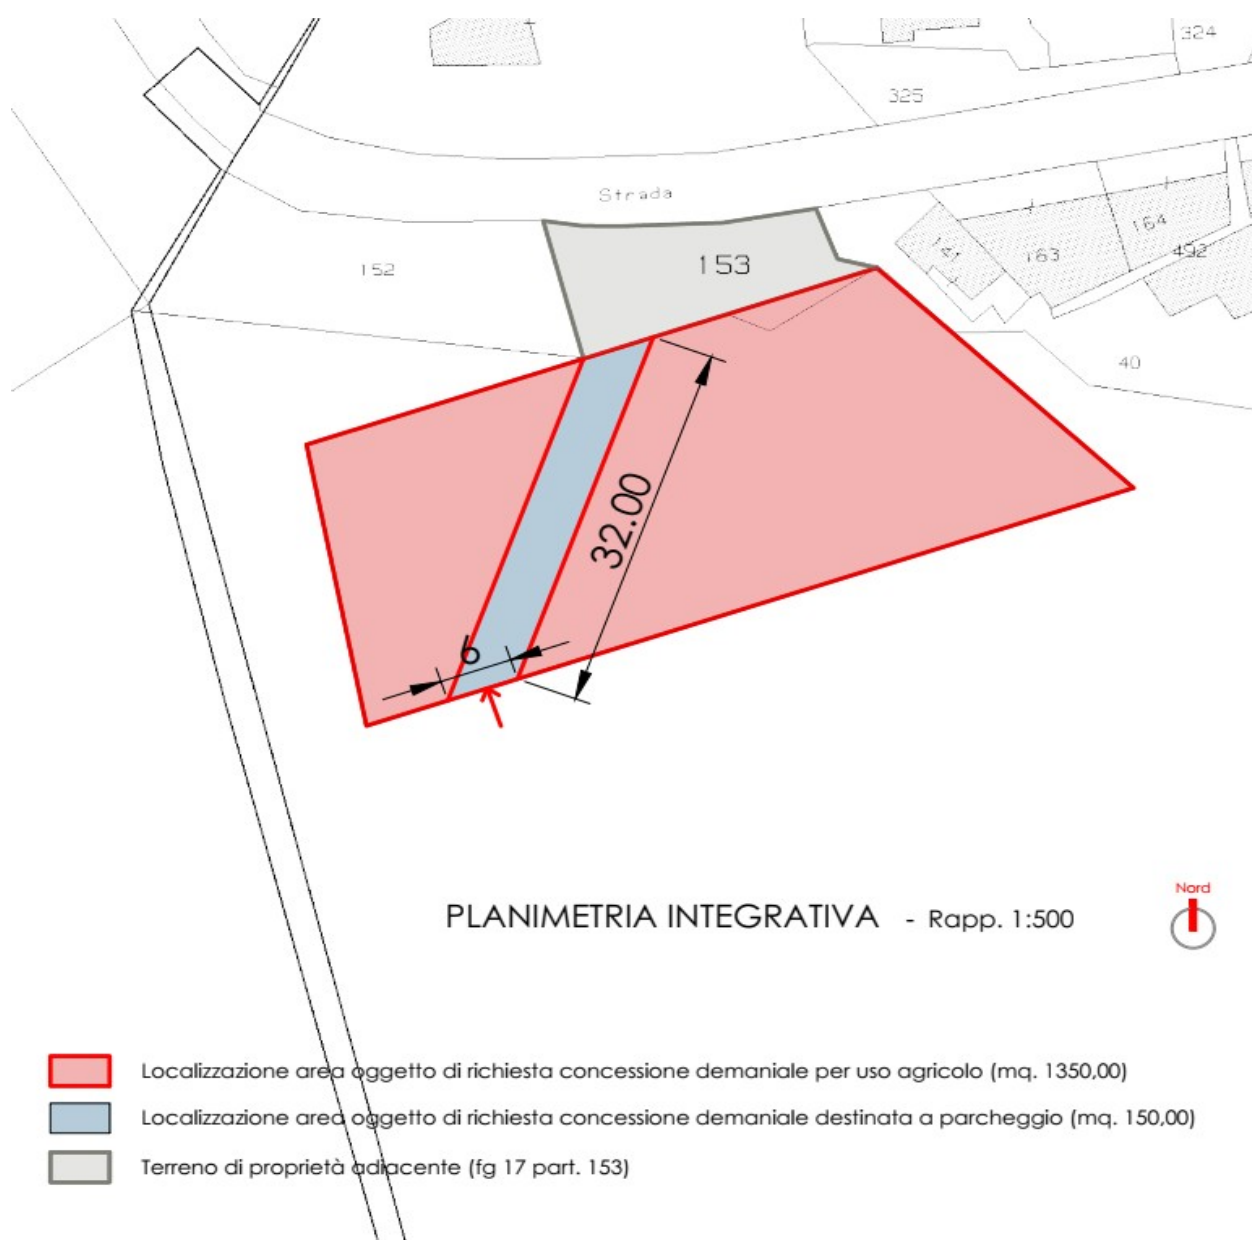 324
325
Strada
164
141
163
492
153
152
40
32.00
6
Nord
PLANIMETRIA INTEGRATIVA - Rapp. 1:500
Localizzazione area oggetto di richiesta concessione demaniale per uso agricolo (mq. 1350,00)
Localizzazione area oggetto di richiesta concessione demaniale destinata a parcheggio (mq. 150,00)
Terreno di proprietà adiacente (fg 17 part. 153)